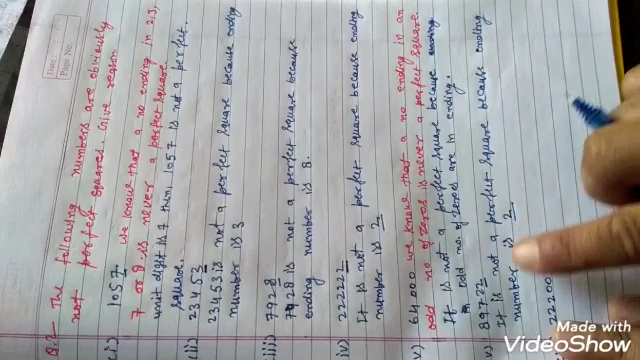 Date:
Page No.
Q.2 The following numbers are obviously
not perfect squares. Give reason
(i) 1057 we know that a no ending in 2,3,
7 or 8 is never a perfect square
unit digit is 7 then 1057 is not a perfect
square.
(ii) 23453
23453 is not a perfect square because ending
number is 3
iii) 7928
7928 is not a perfect square because
ending number is 8.
iv) 22222
It is not a perfect square because ending
number is 2
v) 64000 we know that a no ending in an
odd no. of zeros is never a perfect square.
It is not a perfect square because ending
odd no. of zeros are in ending.
vi) 89722
It is not a perfect square because ending
number is 2
22200
Made with
VideoShow